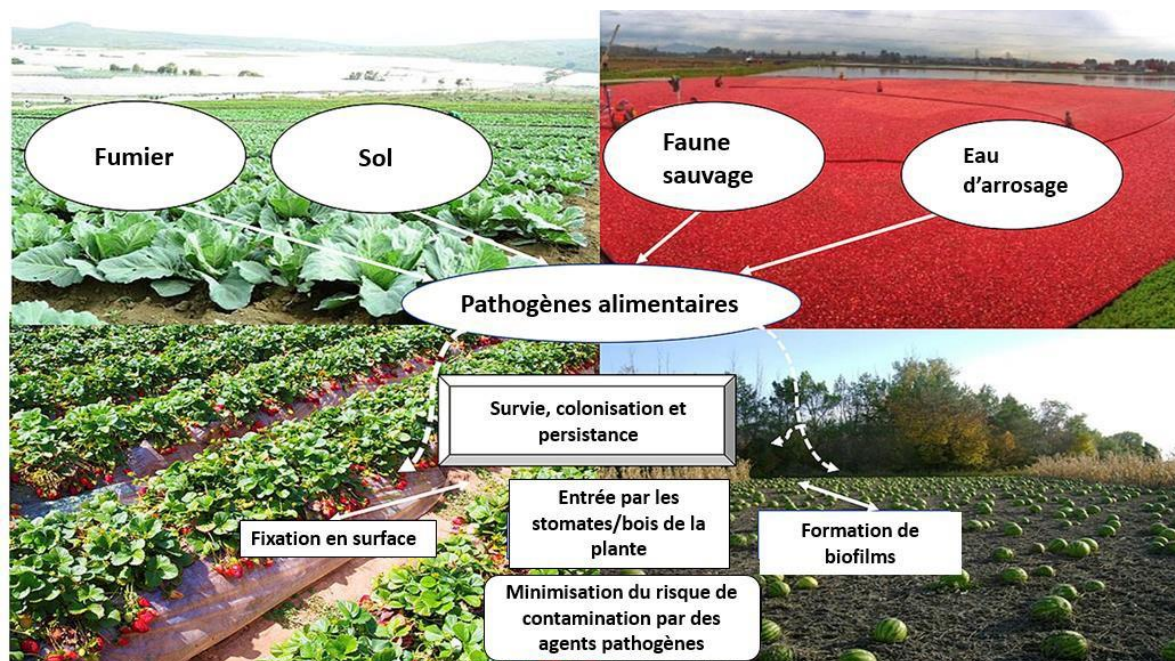 Fumier
Sol
Faune
sauvage
Eau
d’arrosage
Pathogènes alimentaires
Survie, colonisation et
persistance
Fixation en surface
Entrée par les
stomates/bois de la
plante
Formation de
biofilms
Minimisation du risque de
contamination par des
agents pathogènes